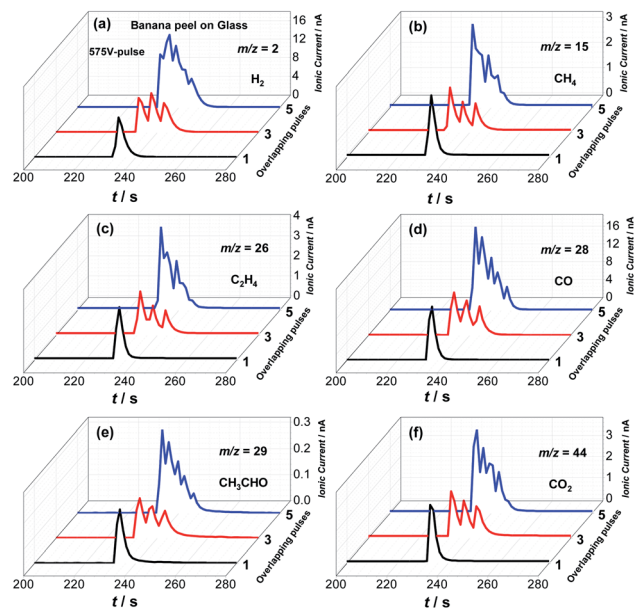 (a)
Banana peel on Glass
575V-pulse
m/z = 2
H2
16
12
8
4
0
Ionic Current / nA
5
3
1
Overlapping pulses
200
220
240
260
280
t / s
(b)
m/z = 15
CH4
3
2
1
0
Ionic Current / nA
5
3
1
Overlapping pulses
200
220
240
260
280
t / s
(c)
m/z = 26
C2H4
4
3
2
1
0
Ionic Current / nA
5
3
1
Overlapping pulses
200
220
240
260
280
t / s
(d)
m/z = 28
CO
16
12
8
4
0
Ionic Current / nA
5
3
1
Overlapping pulses
200
220
240
260
280
t / s
(e)
m/z = 29
CH3CHO
0.3
0.2
0.1
0.0
Ionic Current / nA
5
3
1
Overlapping pulses
200
220
240
260
280
t / s
(f)
m/z = 44
CO2
3
2
1
0
Ionic Current / nA
5
3
1
Overlapping pulses
200
220
240
260
280
t / s